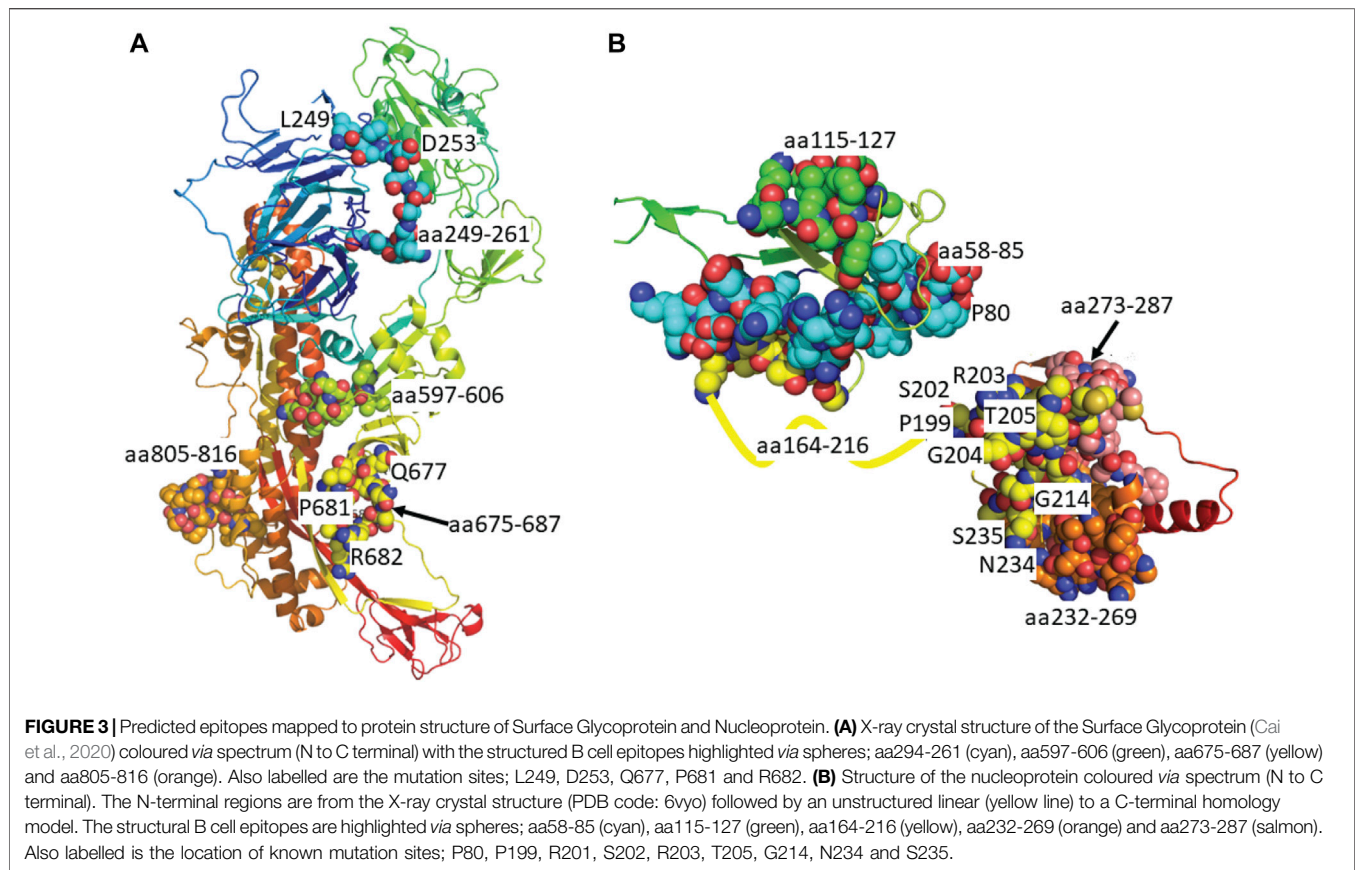 A
B
L249
D253
aa249-261
aa597-606
aa805-816
Q677
P681
aa675-687
R682
aa115-127
aa58-85
P80
aa273-287
R203
S202
T205
P199
aa164-216
G204
G214
S235
N234
aa232-269
FIGURE 3 | Predicted epitopes mapped to protein structure of Surface Glycoprotein and Nucleoprotein. (A) X-ray crystal structure of the Surface Glycoprotein (Cai
et al., 2020) coloured via spectrum (N to C terminal) with the structured B cell epitopes highlighted via spheres; aa294-261 (cyan), aa597-606 (green), aa675-687 (yellow)
and aa805-816 (orange). Also labelled are the mutation sites; L249, D253, Q677, P681 and R682. (B) Structure of the nucleoprotein coloured via spectrum (N to C
terminal). The N-terminal regions are from the X-ray crystal structure (PDB code: 6vyo) followed by an unstructured linear (yellow line) to a C-terminal homology
model. The structural B cell epitopes are highlighted via spheres; aa58-85 (cyan), aa115-127 (green), aa164-216 (yellow), aa232-269 (orange) and aa273-287 (salmon).
Also labelled is the location of known mutation sites; P80, P199, R201, S202, R203, T205, G214, N234 and S235.